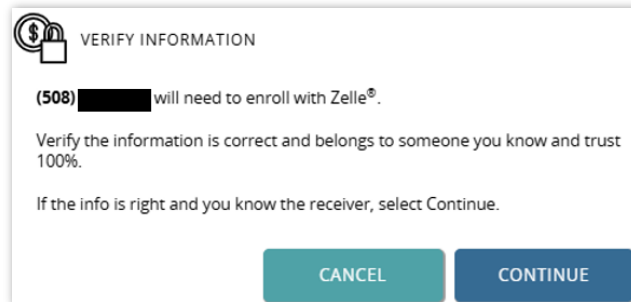 VERIFY INFORMATION
(508) will need to enroll with Zelle®.
Verify the information is correct and belongs to someone you know and trust
100%.
If the info is right and you know the receiver, select Continue.
CANCEL CONTINUE